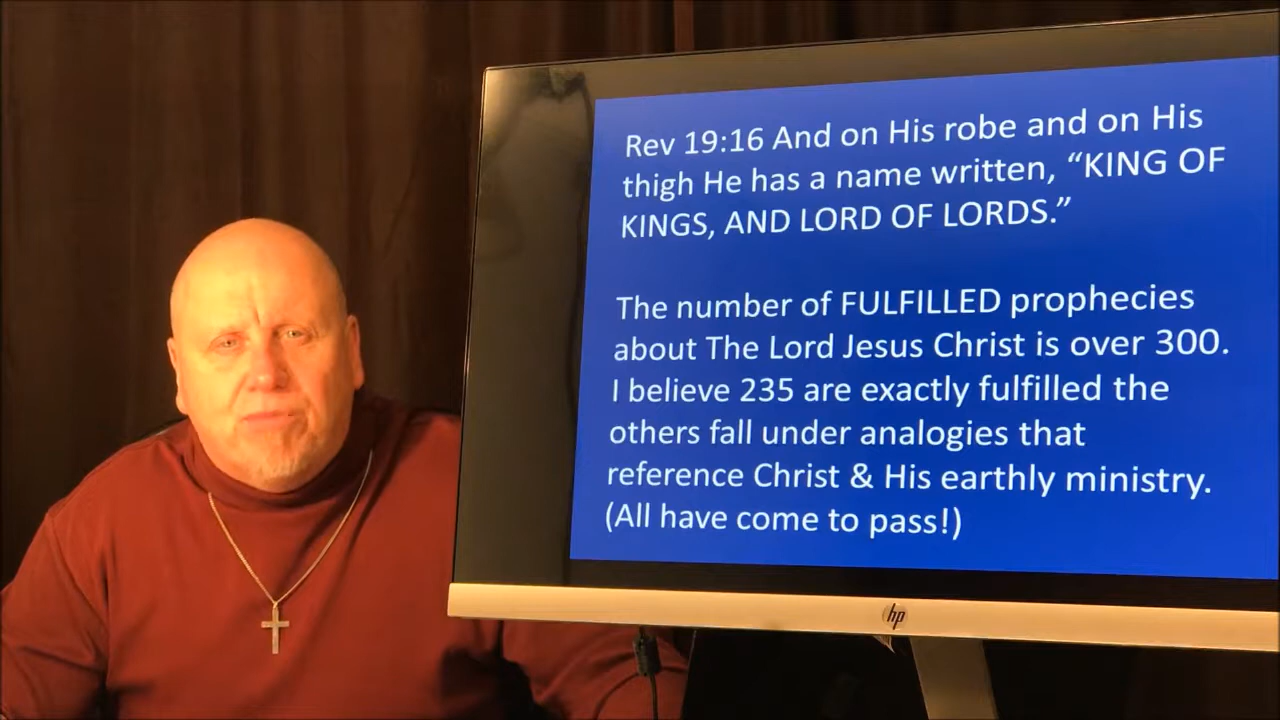 Rev 19:16 And on His robe and on His
thigh He has a name written, “KING OF
KINGS, AND LORD OF LORDS.”
The number of FULFILLED prophecies
about The Lord Jesus Christ is over 300.
I believe 235 are exactly fulfilled the
others fall under analogies that
reference Christ & His earthly ministry.
(All have come to pass!)
hp